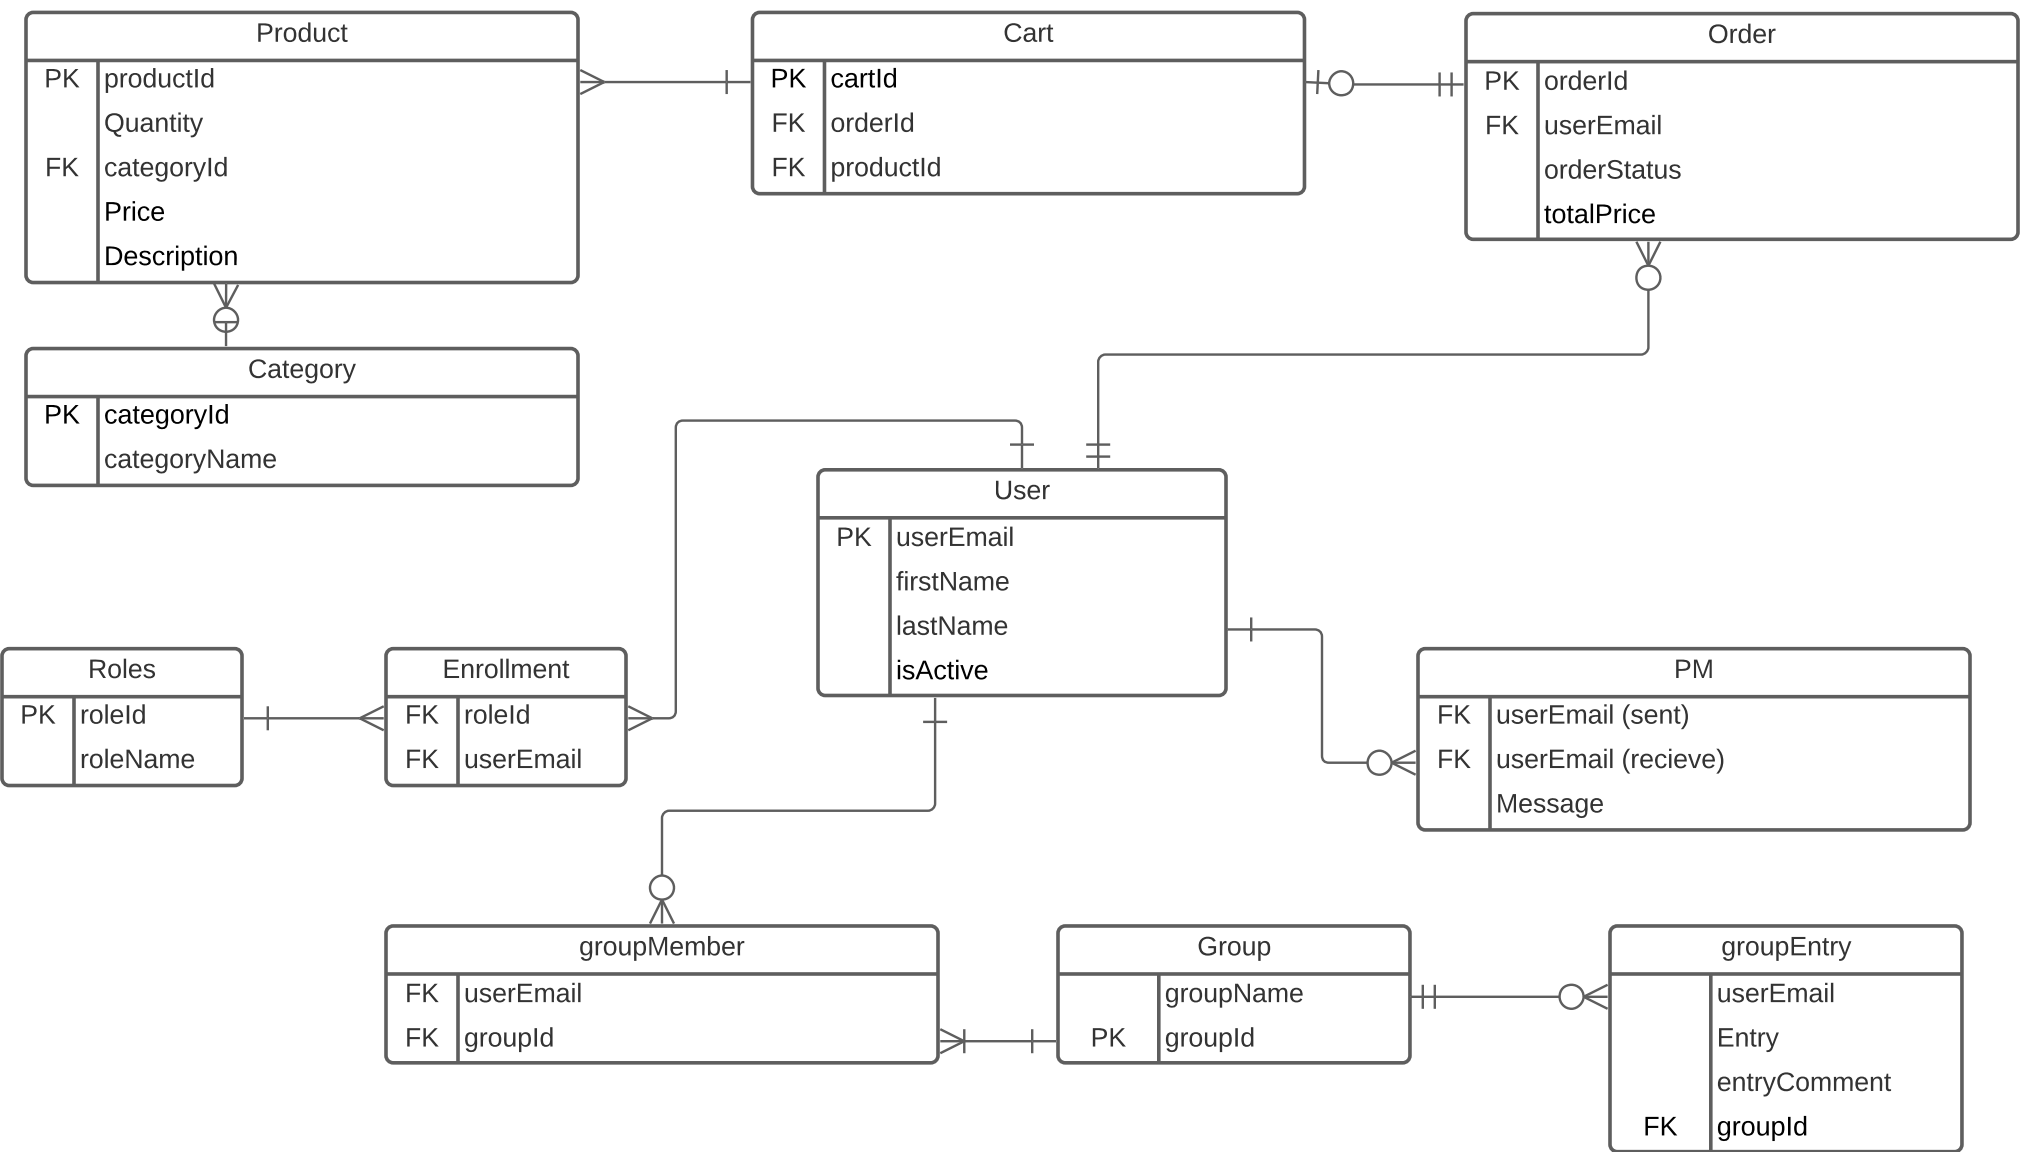 Product
PK productId
Quantity
FK categoryId
Price
Description
Cart
PK cartId
FK orderId
FK productId
Order
PK orderId
FK userEmail
orderStatus
totalPrice
Category
PK categoryId
categoryName
User
PK userEmail
firstName
lastName
isActive
Roles
PK roleId
roleName
Enrollment
FK roleId
FK userEmail
PM
FK userEmail (sent)
FK userEmail (recieve)
Message
groupMember
FK userEmail
FK groupId
Group
groupName
PK groupId
groupEntry
userEmail
Entry
entryComment
FK groupId